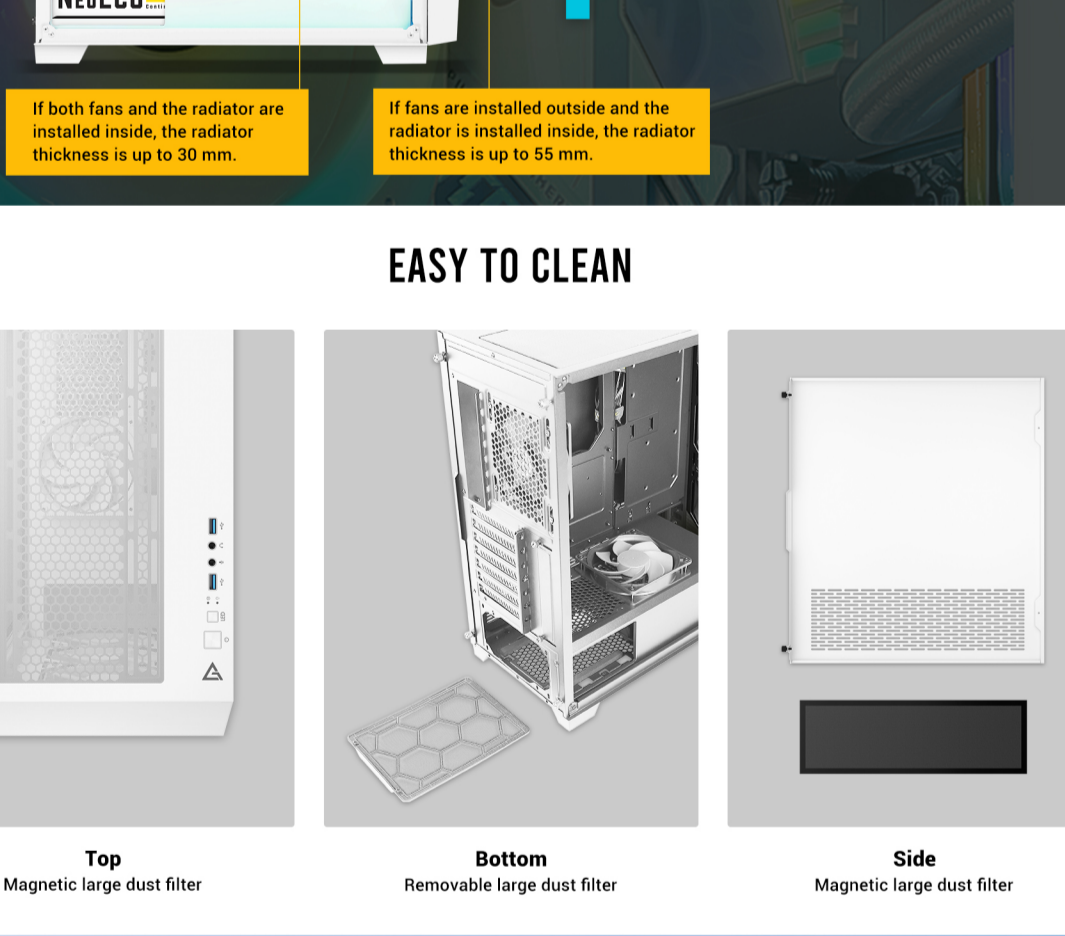 NeoECO
If both fans and the radiator are
installed inside, the radiator
thickness is up to 30 mm.
If fans are installed outside and the
radiator is installed inside, the radiator
thickness is up to 55 mm.
EASY TO CLEAN
Top
Magnetic large dust filter
Bottom
Removable large dust filter
Side
Magnetic large dust filter